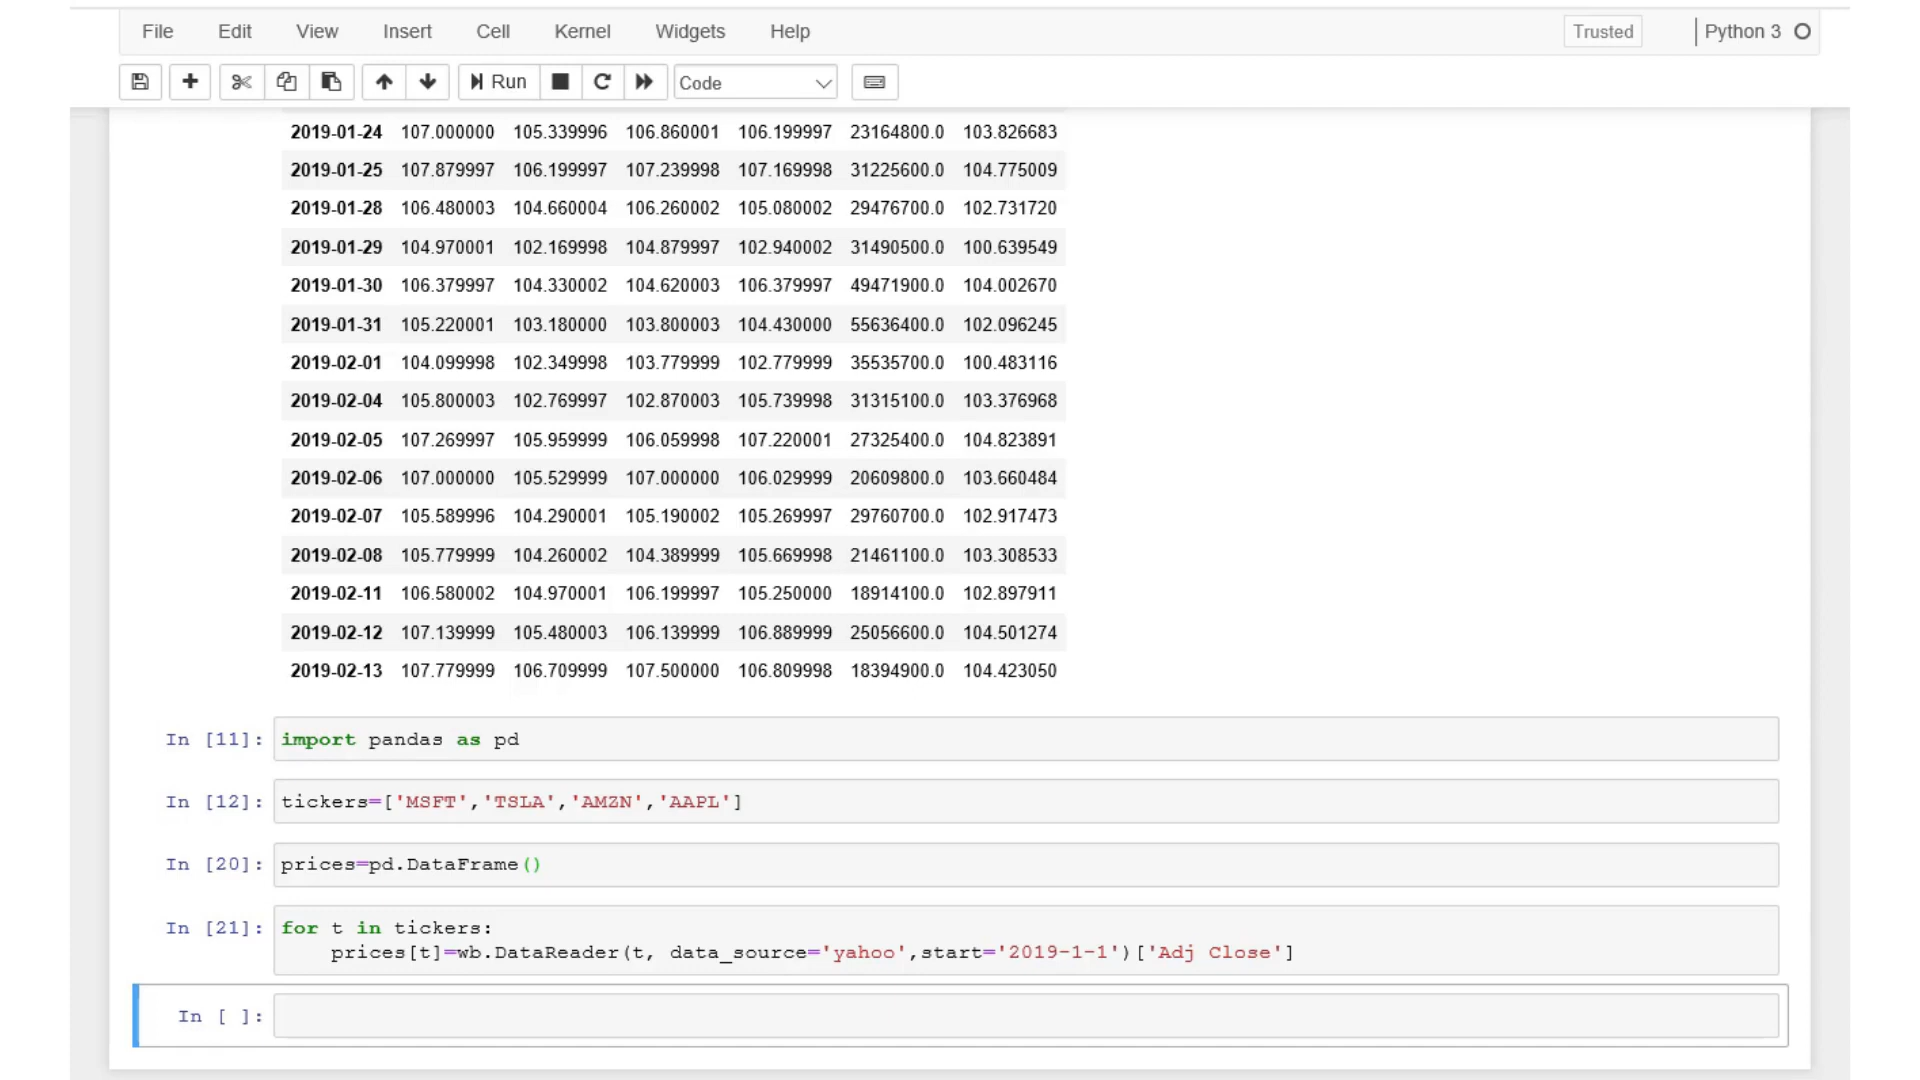 File Edit View Insert Cell Kernel Widgets Help Trusted Python 3
Run Code
2019-01-24 107.000000 105.339996 106.860001 106.199997 23164800.0 103.826683
2019-01-25 107.879997 106.199997 107.239998 107.169998 31225600.0 104.775009
2019-01-28 106.480003 104.660004 106.260002 105.080002 29476700.0 102.731720
2019-01-29 104.970001 102.169998 104.879997 102.940002 31490500.0 100.639549
2019-01-30 106.379997 104.330002 104.620003 106.379997 49471900.0 104.002670
2019-01-31 105.220001 103.180000 103.800003 104.430000 55636400.0 102.096245
2019-02-01 104.099998 102.349998 103.779999 102.779999 35535700.0 100.483116
2019-02-04 105.800003 102.769997 102.870003 105.739998 31315100.0 103.376968
2019-02-05 107.269997 105.959999 106.059998 107.220001 27325400.0 104.823891
2019-02-06 107.000000 105.529999 107.000000 106.029999 20609800.0 103.660484
2019-02-07 105.589996 104.290001 105.190002 105.269997 29760700.0 102.917473
2019-02-08 105.779999 104.260002 104.389999 105.669998 21461100.0 103.308533
2019-02-11 106.580002 104.970001 106.199997 105.250000 18914100.0 102.897911
2019-02-12 107.139999 105.480003 106.139999 106.889999 25056600.0 104.501274
2019-02-13 107.779999 106.709999 107.500000 106.809998 18394900.0 104.423050
In [11]: import pandas as pd
In [12]: tickers=['MSFT','TSLA','AMZN','AAPL']
In [20]: prices=pd.DataFrame()
In [21]: for t in tickers:
prices[t]=wb.DataReader(t, data_source='yahoo',start='2019-1-1')['Adj Close']
In [ ]: